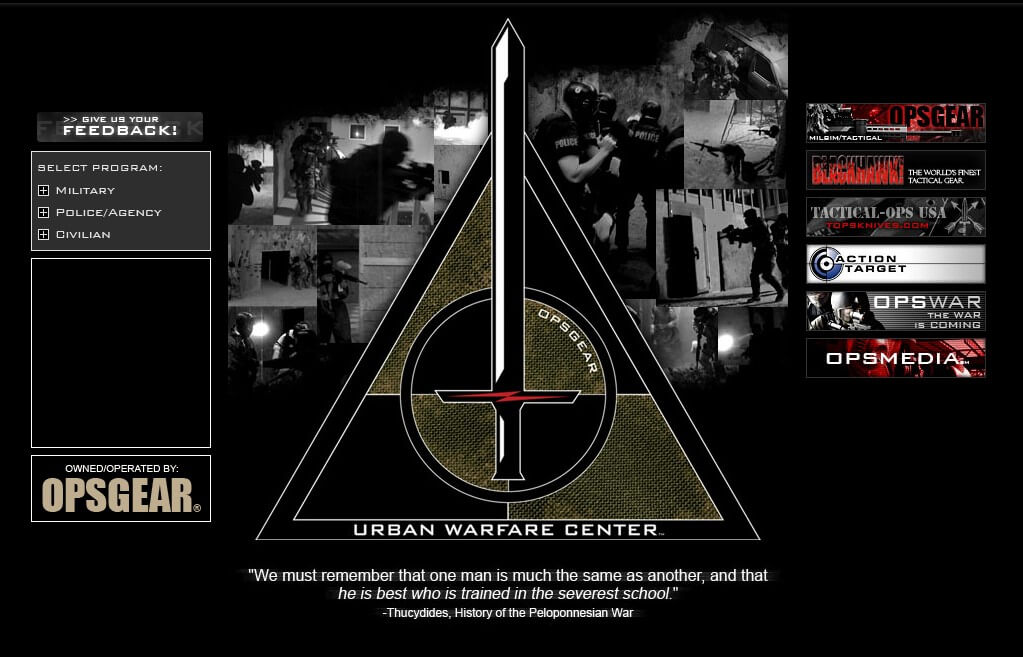 >> GIVE US YOUR
FEEDBACK!
SELECT PROGRAM:
MILITARY
POLICE/AGENCY
CIVILIAN
OWNED/OPERATED BY:
OPSGEAR®
POLICE
POLICE
OPSGEAR
URBAN WARFARE CENTER™
"We must remember that one man is much the same as another, and that
he is best who is trained in the severest school."
-Thucydides, History of the Peloponnesian War
OPSGEAR
MILSIM/TACTICAL
BLACKHAWK!
THE WORLD'S FINEST
TACTICAL GEAR
TACTICAL-OPS USA
TOPSKNIVES.COM
ACTION
TARGET
OPSWAR
THE WAR
IS COMING
OPSMEDIA